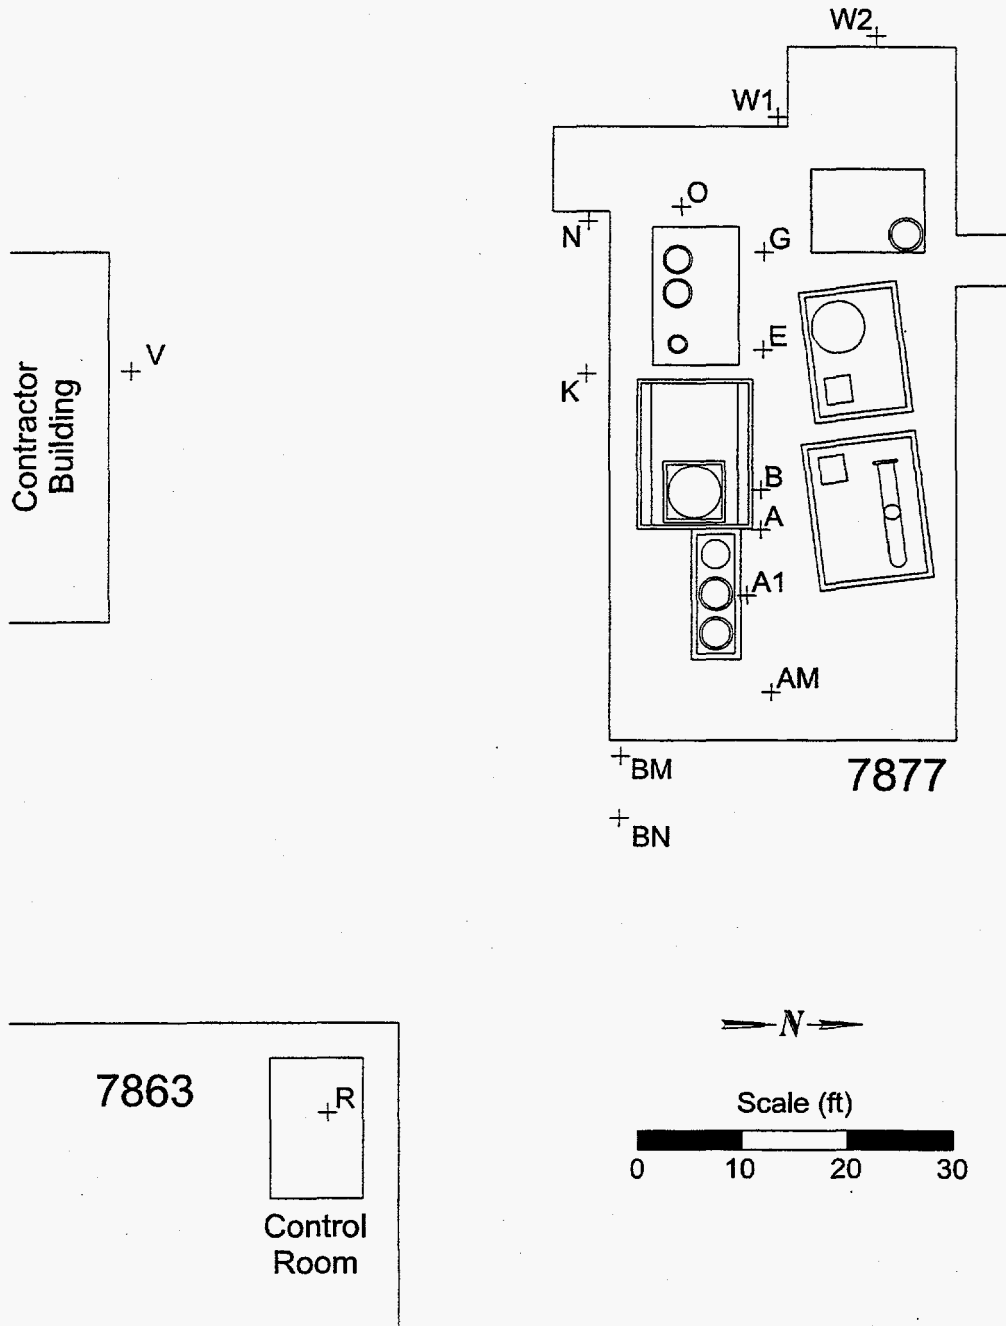 W2
W1
O
N
G
V
E
K
Contractor
Building
B
A
A1
AM
BM
7877
BN
N
7863
R
Scale (ft)
0 10 20 30
Control
Room